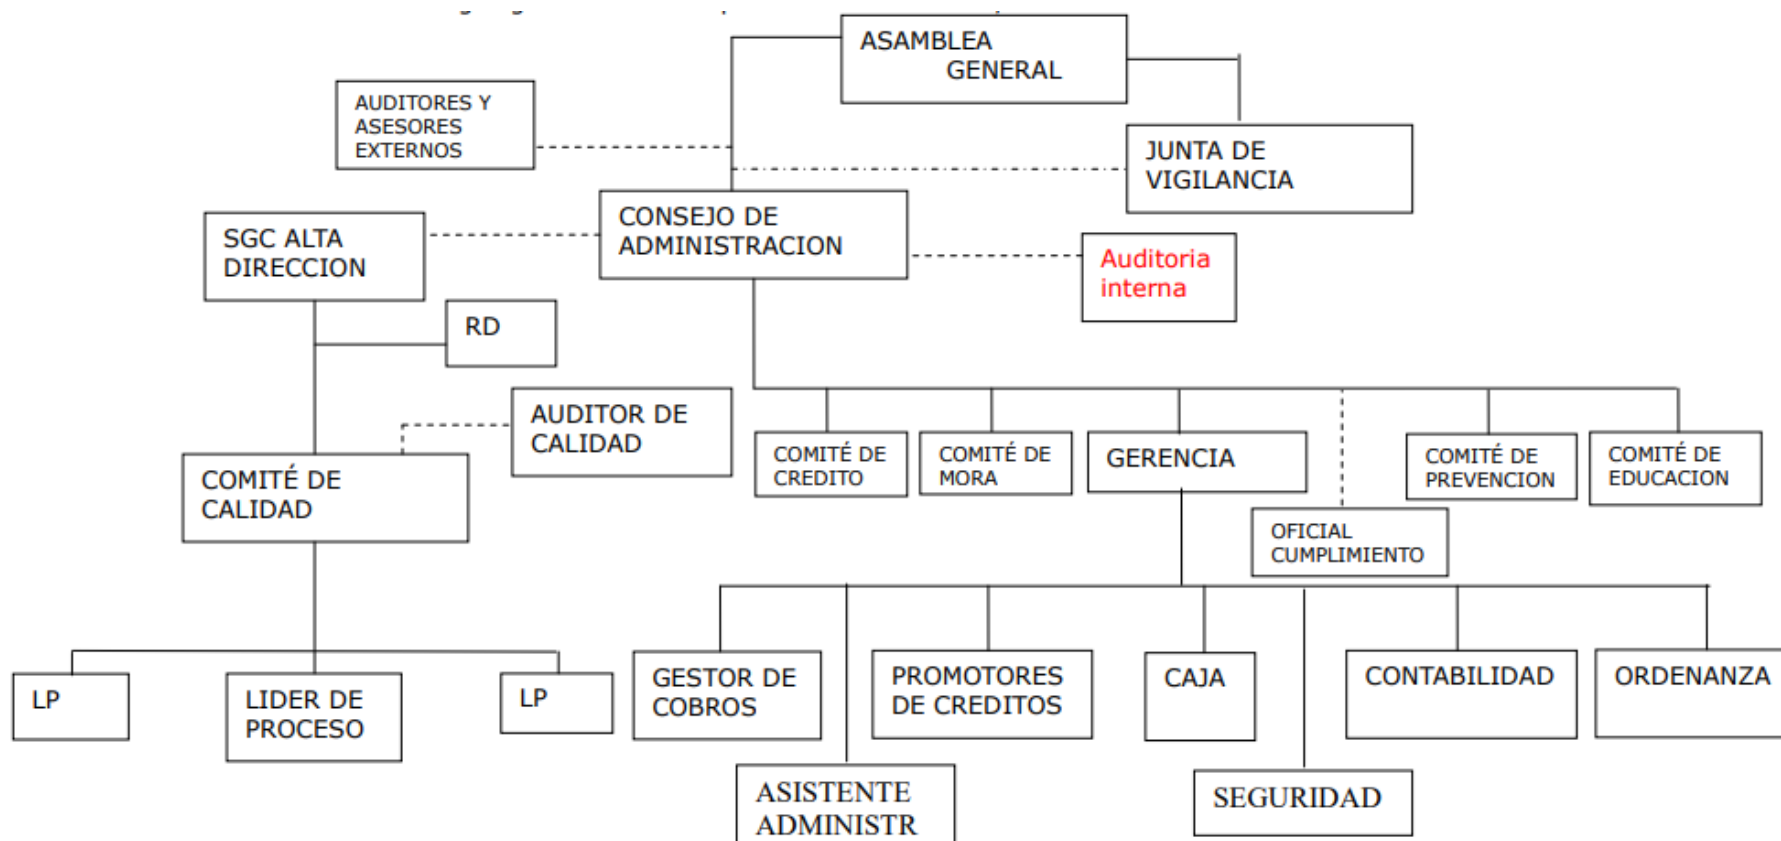 ASAMBLEA
GENERAL
AUDITORES Y
ASESORES
EXTERNOS
JUNTA DE
VIGILANCIA
CONSEJO DE
ADMINISTRACION
SGC ALTA
DIRECCION
Auditoria
interna
RD
AUDITOR DE
CALIDAD
COMITÉ DE
CALIDAD
COMITÉ DE
CREDITO
COMITÉ DE
MORA
GERENCIA
COMITÉ DE
PREVENCION
COMITÉ DE
EDUCACION
OFICIAL
CUMPLIMIENTO
LP
LIDER DE
PROCESO
LP
GESTOR DE
COBROS
PROMOTORES
DE CREDITOS
CAJA
CONTABILIDAD
ORDENANZA
ASISTENTE
ADMINISTR
SEGURIDAD